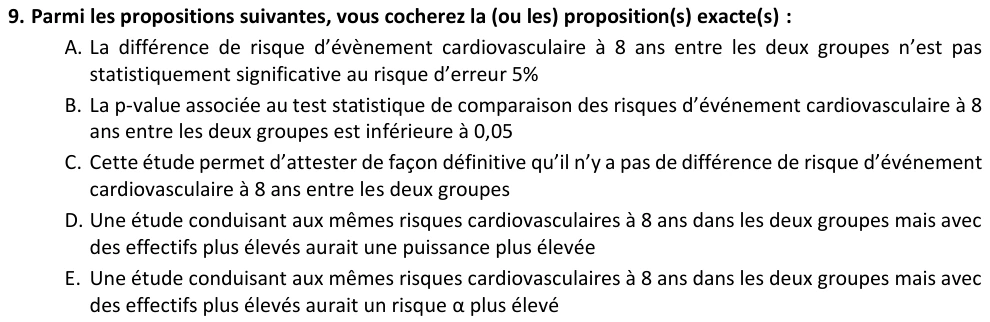 9. Parmi les propositions suivantes, vous cocherez la (ou les) proposition(s) exacte(s) :
A. La différence de risque d’évènement cardiovasculaire à 8 ans entre les deux groupes n’est pas
statistiquement significative au risque d’erreur 5%
B. La p-value associée au test statistique de comparaison des risques d’événement cardiovasculaire à 8
ans entre les deux groupes est inférieure à 0,05
C. Cette étude permet d’attester de façon définitive qu’il n’y a pas de différence de risque d’événement
cardiovasculaire à 8 ans entre les deux groupes
D. Une étude conduisant aux mêmes risques cardiovasculaires à 8 ans dans les deux groupes mais avec
des effectifs plus élevés aurait une puissance plus élevée
E. Une étude conduisant aux mêmes risques cardiovasculaires à 8 ans dans les deux groupes mais avec
des effectifs plus élevés aurait un risque α plus élevé